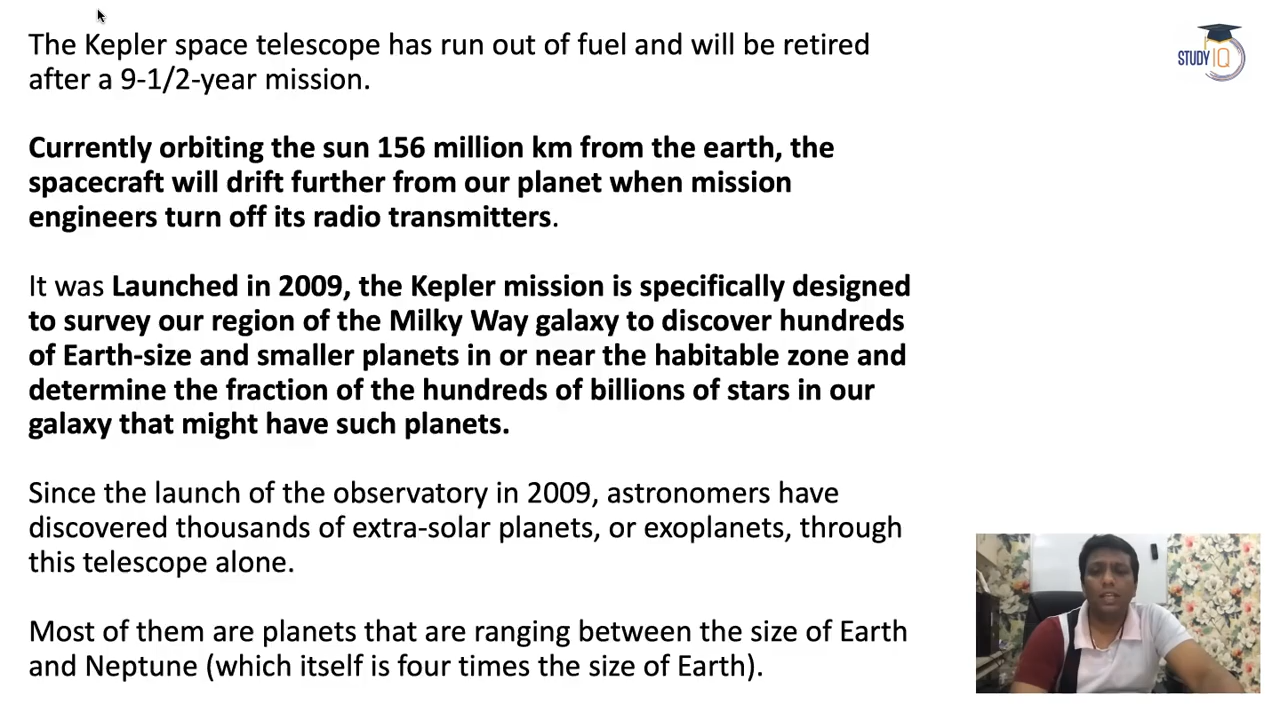 The Kepler space telescope has run out of fuel and will be retired
after a 9-1/2-year mission.
Currently orbiting the sun 156 million km from the earth, the
spacecraft will drift further from our planet when mission
engineers turn off its radio transmitters.
It was Launched in 2009, the Kepler mission is specifically designed
to survey our region of the Milky Way galaxy to discover hundreds
of Earth-size and smaller planets in or near the habitable zone and
determine the fraction of the hundreds of billions of stars in our
galaxy that might have such planets.
Since the launch of the observatory in 2009, astronomers have
discovered thousands of extra-solar planets, or exoplanets, through
this telescope alone.
Most of them are planets that are ranging between the size of Earth
and Neptune (which itself is four times the size of Earth).
STUDY IQ